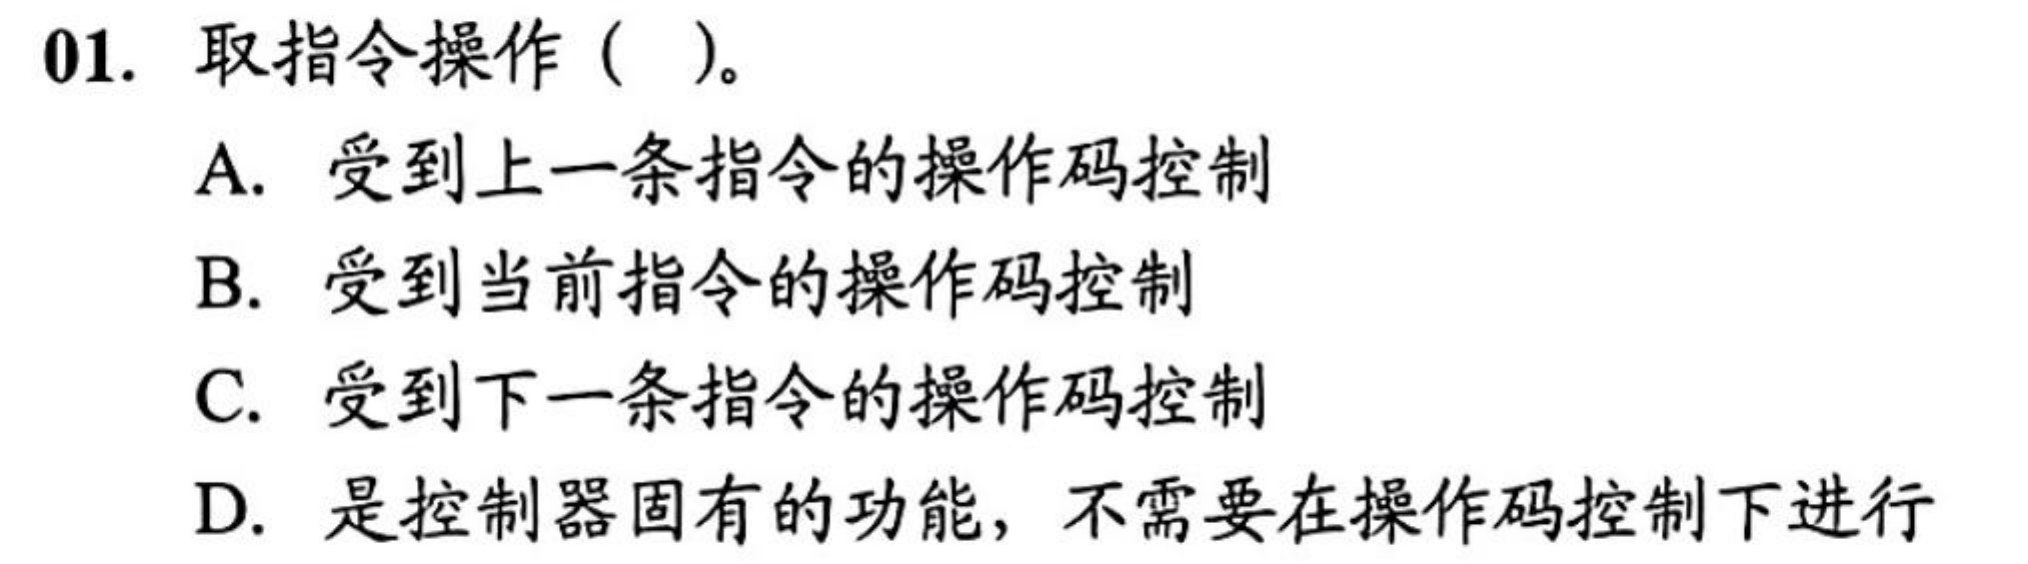 01. 取指令操作（ ）。
A. 受到上一条指令的操作码控制
B. 受到当前指令的操作码控制
C. 受到下一条指令的操作码控制
D. 是控制器固有的功能，不需要在操作码控制下进行